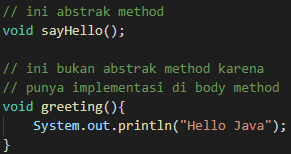 // ini abstrak method
void sayHello();
// ini bukan abstrak method karena
// punya implementasi di body method
void greeting(){
    System.out.println("Hello Java");
}